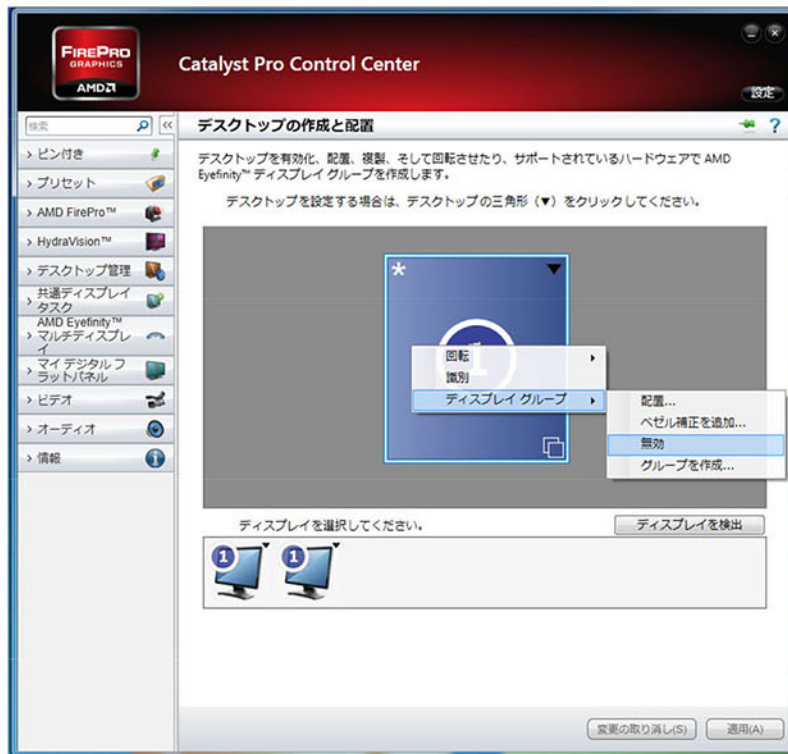 FIREPRO
GRAPHICS
AMD
Catalyst Pro Control Center
設定
検索
デスクトップの作成と配置
?
ピン付き
プリセット
AMD FirePro™
HydraVision™
デスクトップ管理
共通ディスプレイ
タスク
AMD Eyefinity™
マルチディスプレ
イ
マイ デジタル フ
ラットパネル
ビデオ
オーディオ
情報
デスクトップを有効化、配置、複製、そして回転させたり、サポートされているハードウェアで AMD
Eyefinity™ ディスプレイ グループを作成します。
デスクトップを設定する場合は、デスクトップの三角形（▼）をクリックしてください。
*
1
回転
識別
ディスプレイ グループ
配置...
ベゼル補正を追加...
無効
グループを作成...
ディスプレイを選択してください。
ディスプレイを検出
1
1
変更の取り消し(S)
適用(A)